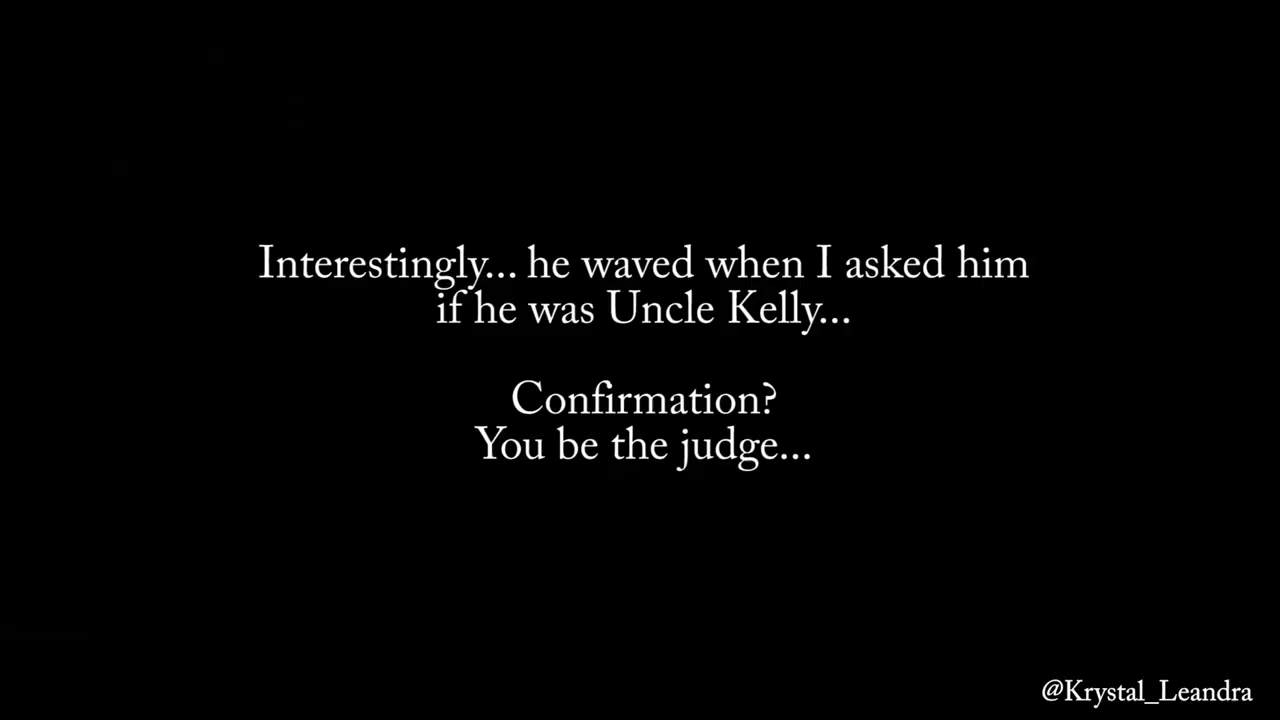 Interestingly... he waved when I asked him
if he was Uncle Kelly...
Confirmation?
You be the judge...
@Krystal_Leandra